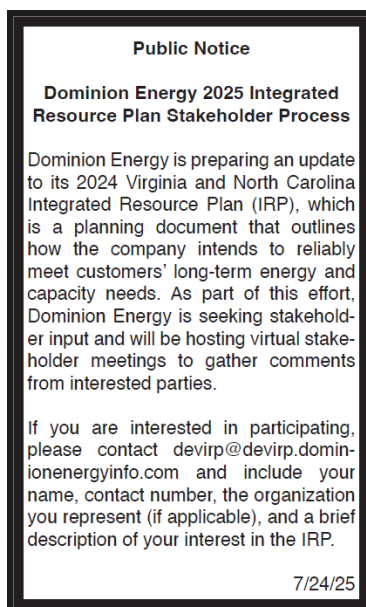 Public Notice
Dominion Energy 2025 Integrated
Resource Plan Stakeholder Process
Dominion Energy is preparing an update
to its 2024 Virginia and North Carolina
Integrated Resource Plan (IRP), which
is a planning document that outlines
how the company intends to reliably
meet customers’ long-term energy and
capacity needs. As part of this effort,
Dominion Energy is seeking stakehold-
er input and will be hosting virtual stake-
holder meetings to gather comments
from interested parties.
If you are interested in participating,
please contact devirp@devirp.domin-
ionenergyinfo.com and include your
name, contact number, the organization
you represent (if applicable), and a brief
description of your interest in the IRP.
7/24/25